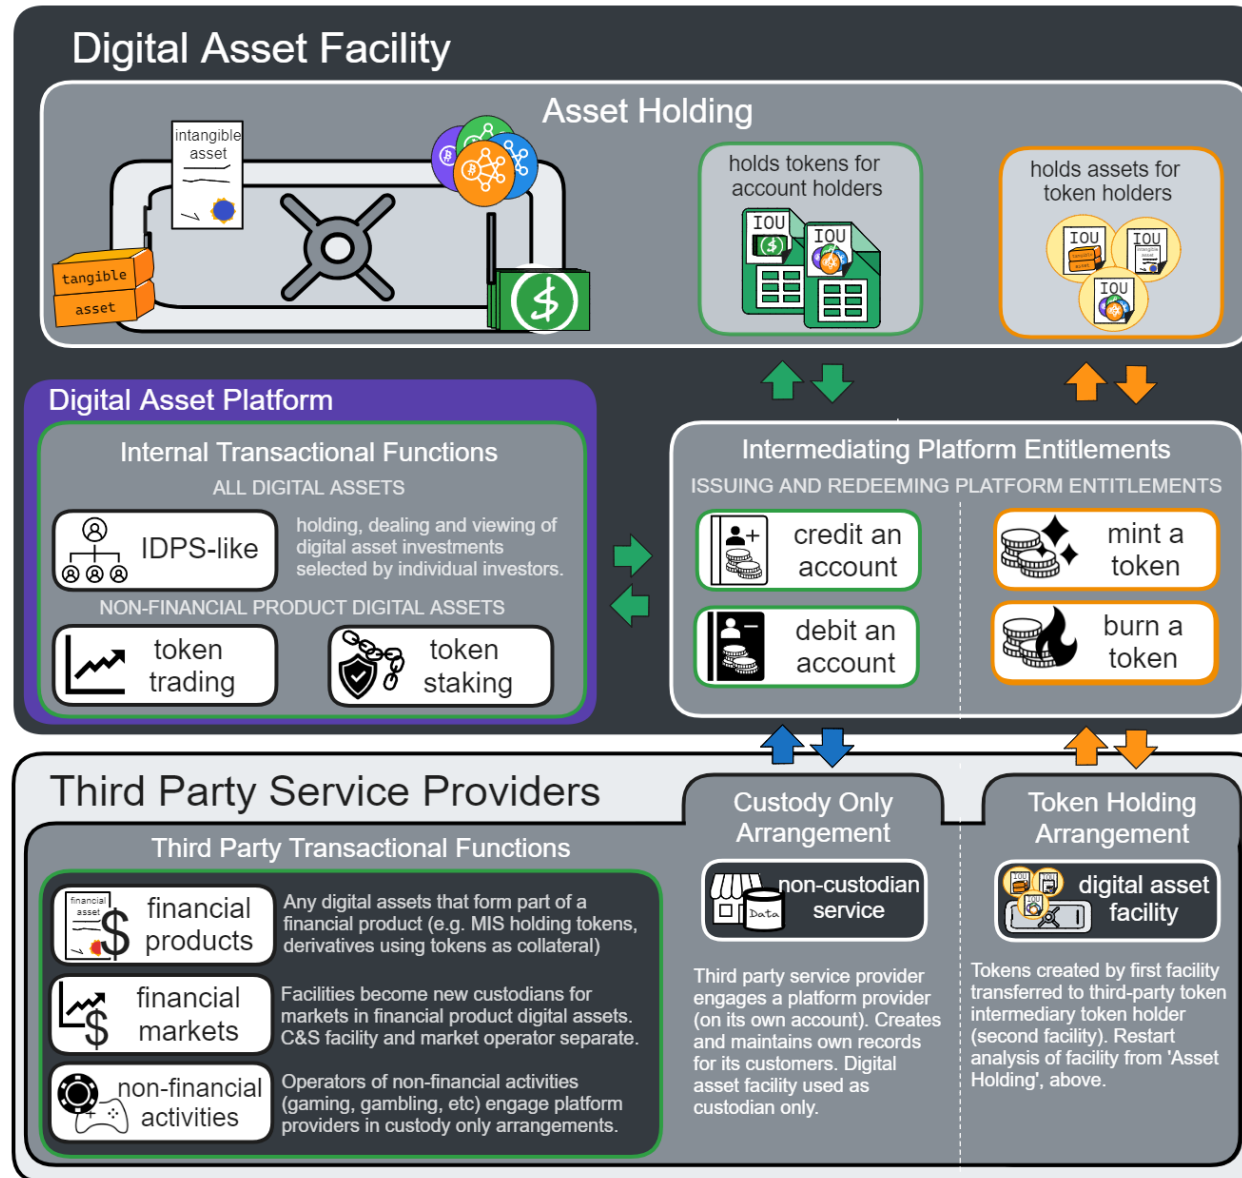 Digital Asset Facility
Asset Holding
intangible
asset
tangible
asset
holds tokens for
account holders
IOU
IOU
holds assets for
token holders
IOU
tangible
asset
IOU
intangible
asset
IOU
Digital Asset Platform
Internal Transactional Functions
ALL DIGITAL ASSETS
IDPS-like
holding, dealing and viewing of
digital asset investments
selected by individual investors.
NON-FINANCIAL PRODUCT DIGITAL ASSETS
token
trading
token
staking
Intermediating Platform Entitlements
ISSUING AND REDEEMING PLATFORM ENTITLEMENTS
credit an
account
mint a
token
debit an
account
burn a
token
Third Party Service Providers
Third Party Transactional Functions
financial
asset
financial
products
Any digital assets that form part of a
financial product (e.g. MIS holding tokens,
derivatives using tokens as collateral)
financial
markets
Facilities become new custodians for
markets in financial product digital assets.
C&S facility and market operator separate.
non-financial
activities
Operators of non-financial activities
(gaming, gambling, etc) engage platform
providers in custody only arrangements.
Custody Only
Arrangement
Data
non-custodian
service
Third party service provider
engages a platform provider
(on its own account). Creates
and maintains own records
for its customers. Digital
asset facility used as
custodian only.
Token Holding
Arrangement
IOU
IOU
digital asset
facility
Tokens created by first facility
transferred to third-party token
intermediary token holder
(second facility). Restart
analysis of facility from 'Asset
Holding', above.